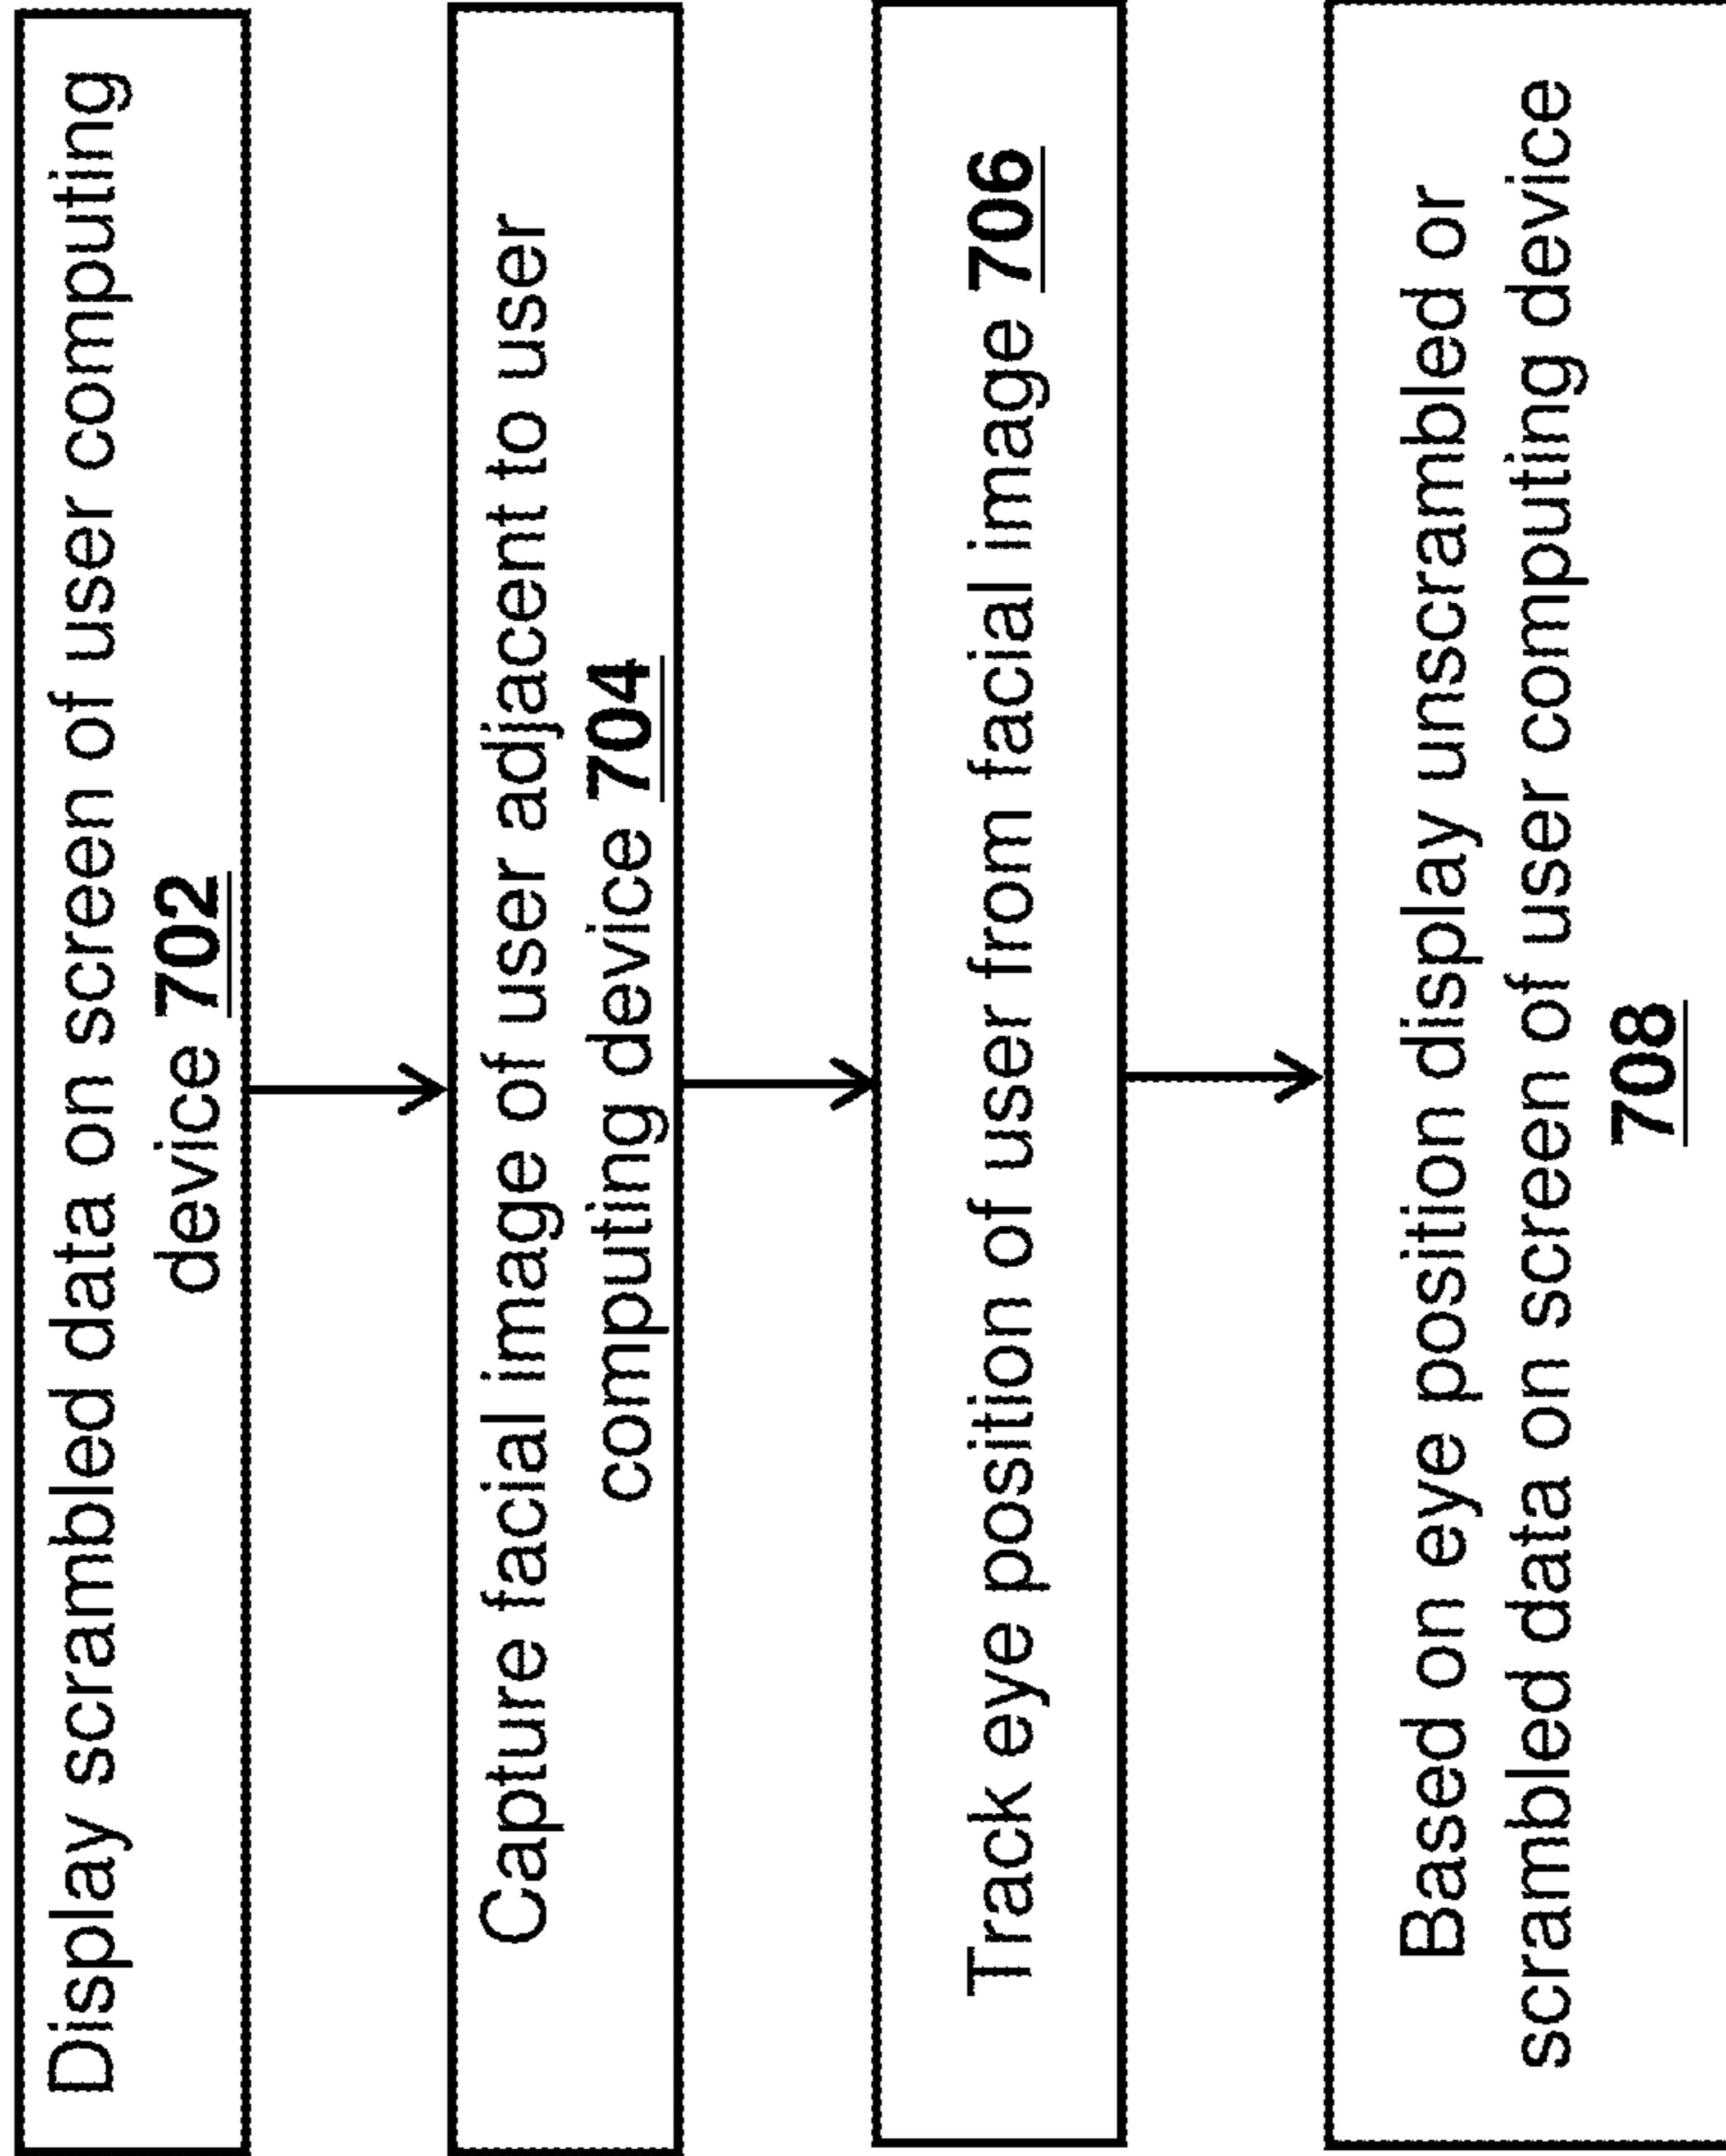 Display scrambled data on screen of user computing
device 702
Capture facial image of user adjacent to user
computing device 704
Track eye position of user from facial image 706
Based on eye position display unscrambled or
scrambled data on screen of user computing device
708